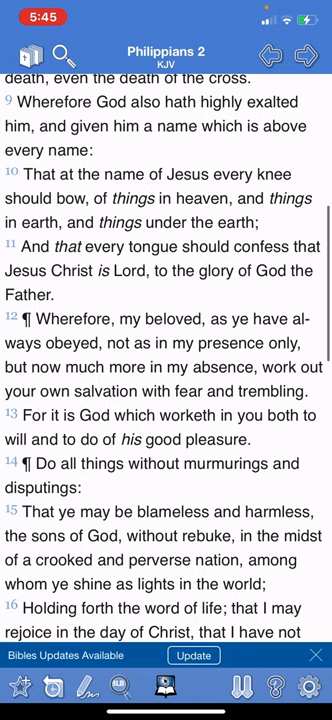 5:45
Philippians 2
KJV
death, even the death of the cross.
9 Wherefore God also hath highly exalted
him, and given him a name which is above
every name:
10 That at the name of Jesus every knee
should bow, of things in heaven, and things
in earth, and things under the earth;
11 And that every tongue should confess that
Jesus Christ is Lord, to the glory of God the
Father.
12 ¶ Wherefore, my beloved, as ye have al-
ways obeyed, not as in my presence only,
but now much more in my absence, work out
your own salvation with fear and trembling.
13 For it is God which worketh in you both to
will and to do of his good pleasure.
14 ¶ Do all things without murmurings and
disputings:
15 That ye may be blameless and harmless,
the sons of God, without rebuke, in the midst
of a crooked and perverse nation, among
whom ye shine as lights in the world;
16 Holding forth the word of life; that I may
rejoice in the day of Christ, that I have not
Bibles Updates Available
Update
BLB